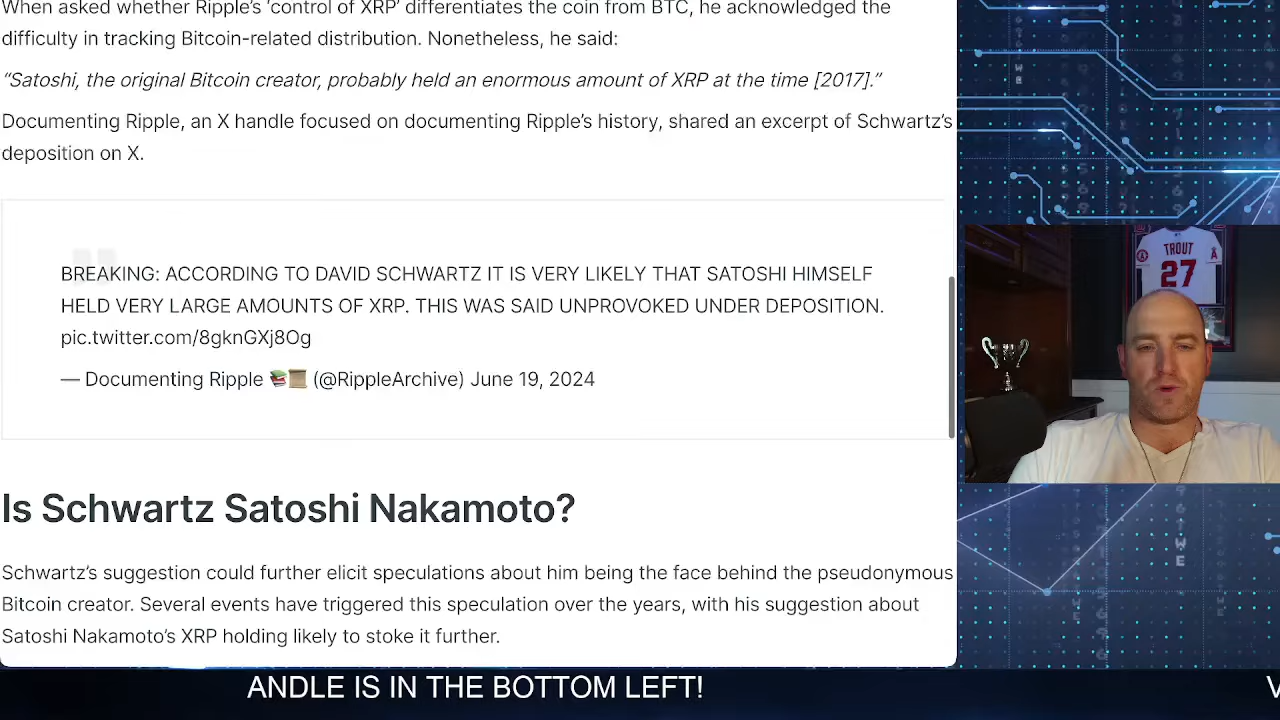 When asked whether Ripple’s ‘control of XRP’ differentiates the coin from BTC, he acknowledged the
difficulty in tracking Bitcoin-related distribution. Nonetheless, he said:
“Satoshi, the original Bitcoin creator, probably held an enormous amount of XRP at the time [2017].”
Documenting Ripple, an X handle focused on documenting Ripple’s history, shared an excerpt of Schwartz’s
deposition on X.
BREAKING: ACCORDING TO DAVID SCHWARTZ IT IS VERY LIKELY THAT SATOSHI HIMSELF
HELD VERY LARGE AMOUNTS OF XRP. THIS WAS SAID UNPROVOKED UNDER DEPOSITION.
pic.twitter.com/8gknGXj8Og
— Documenting Ripple 📚📜 (@RippleArchive) June 19, 2024
Is Schwartz Satoshi Nakamoto?
Schwartz’s suggestion could further elicit speculations about him being the face behind the pseudonymous
Bitcoin creator. Several events have triggered this speculation over the years, with his suggestion about
Satoshi Nakamoto’s XRP holding likely to stoke it further.
TROUT
27
ANDLE IS IN THE BOTTOM LEFT!
V